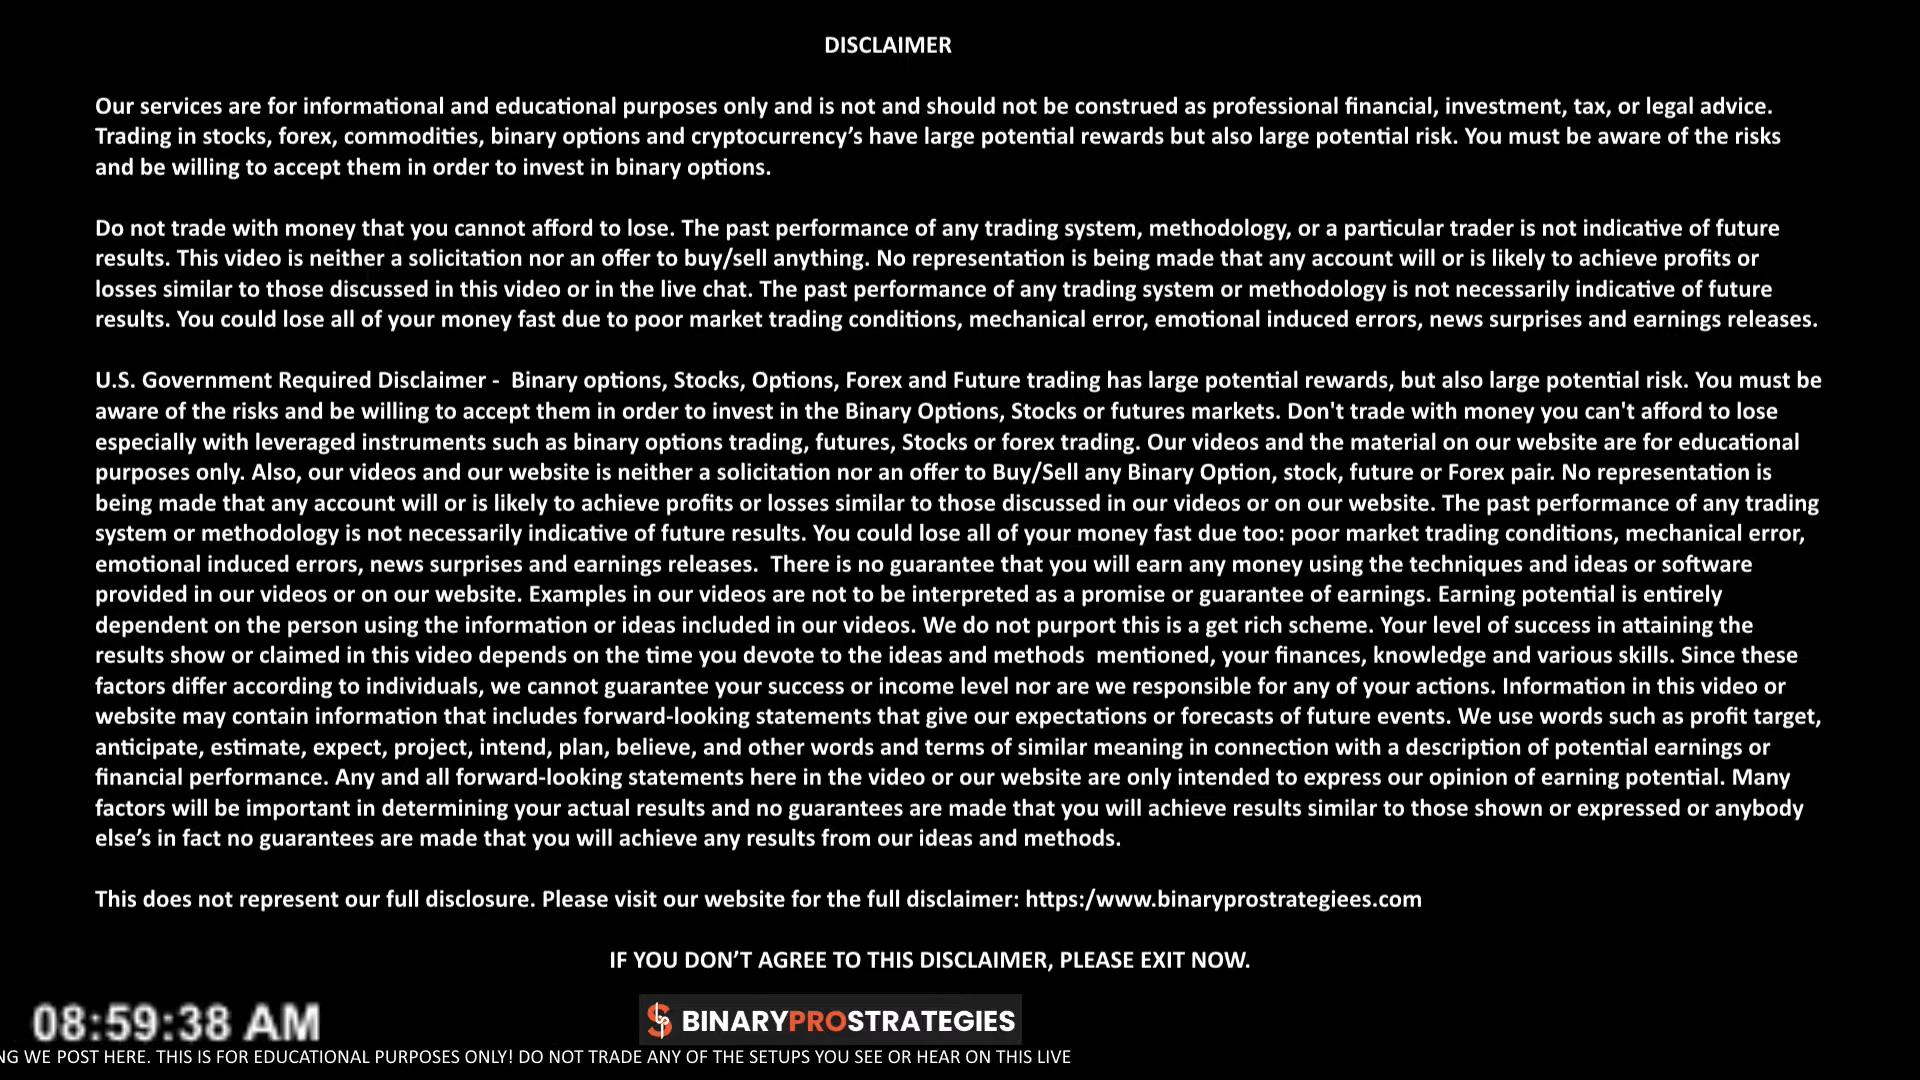 DISCLAIMER
Our services are for informational and educational purposes only and is not and should not be construed as professional financial, investment, tax, or legal advice.
Trading in stocks, forex, commodities, binary options and cryptocurrency’s have large potential rewards but also large potential risk. You must be aware of the risks
and be willing to accept them in order to invest in binary options.
Do not trade with money that you cannot afford to lose. The past performance of any trading system, methodology, or a particular trader is not indicative of future
results. This video is neither a solicitation nor an offer to buy/sell anything. No representation is being made that any account will or is likely to achieve profits or
losses similar to those discussed in this video or in the live chat. The past performance of any trading system or methodology is not necessarily indicative of future
results. You could lose all of your money fast due to poor market trading conditions, mechanical error, emotional induced errors, news surprises and earnings releases.
U.S. Government Required Disclaimer -  Binary options, Stocks, Options, Forex and Future trading has large potential rewards, but also large potential risk. You must be
aware of the risks and be willing to accept them in order to invest in the Binary Options, Stocks or futures markets. Don't trade with money you can't afford to lose
especially with leveraged instruments such as binary options trading, futures, Stocks or forex trading. Our videos and the material on our website are for educational
purposes only. Also, our videos and our website is neither a solicitation nor an offer to Buy/Sell any Binary Option, stock, future or Forex pair. No representation is
being made that any account will or is likely to achieve profits or losses similar to those discussed in our videos or on our website. The past performance of any trading
system or methodology is not necessarily indicative of future results. You could lose all of your money fast due too: poor market trading conditions, mechanical error,
emotional induced errors, news surprises and earnings releases.  There is no guarantee that you will earn any money using the techniques and ideas or software
provided in our videos or on our website. Examples in our videos are not to be interpreted as a promise or guarantee of earnings. Earning potential is entirely
dependent on the person using the information or ideas included in our videos. We do not purport this is a get rich scheme. Your level of success in attaining the
results show or claimed in this video depends on the time you devote to the ideas and methods  mentioned, your finances, knowledge and various skills. Since these
factors differ according to individuals, we cannot guarantee your success or income level nor are we responsible for any of your actions. Information in this video or
website may contain information that includes forward-looking statements that give our expectations or forecasts of future events. We use words such as profit target,
anticipate, estimate, expect, project, intend, plan, believe, and other words and terms of similar meaning in connection with a description of potential earnings or
financial performance. Any and all forward-looking statements here in the video or our website are only intended to express our opinion of earning potential. Many
factors will be important in determining your actual results and no guarantees are made that you will achieve results similar to those shown or expressed or anybody
else’s in fact no guarantees are made that you will achieve any results from our ideas and methods.
This does not represent our full disclosure. Please visit our website for the full disclaimer: https:/www.binaryprostrategiees.com
IF YOU DON’T AGREE TO THIS DISCLAIMER, PLEASE EXIT NOW.
08:59:38 AM
BINARYPROSTRATEGIES
NG WE POST HERE. THIS IS FOR EDUCATIONAL PURPOSES ONLY! DO NOT TRADE ANY OF THE SETUPS YOU SEE OR HEAR ON THIS LIVE